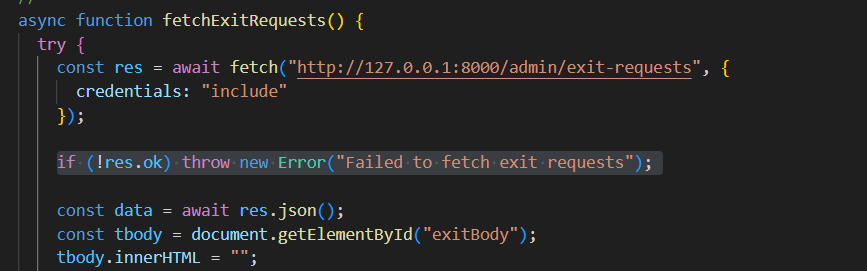 //
async function fetchExitRequests() {
try {
const res = await fetch("http://127.0.0.1:8000/admin/exit-requests", {
credentials: "include"
});
if (!res.ok) throw new Error("Failed to fetch exit requests");
const data = await res.json();
const tbody = document.getElementById("exitBody");
tbody.innerHTML = "";